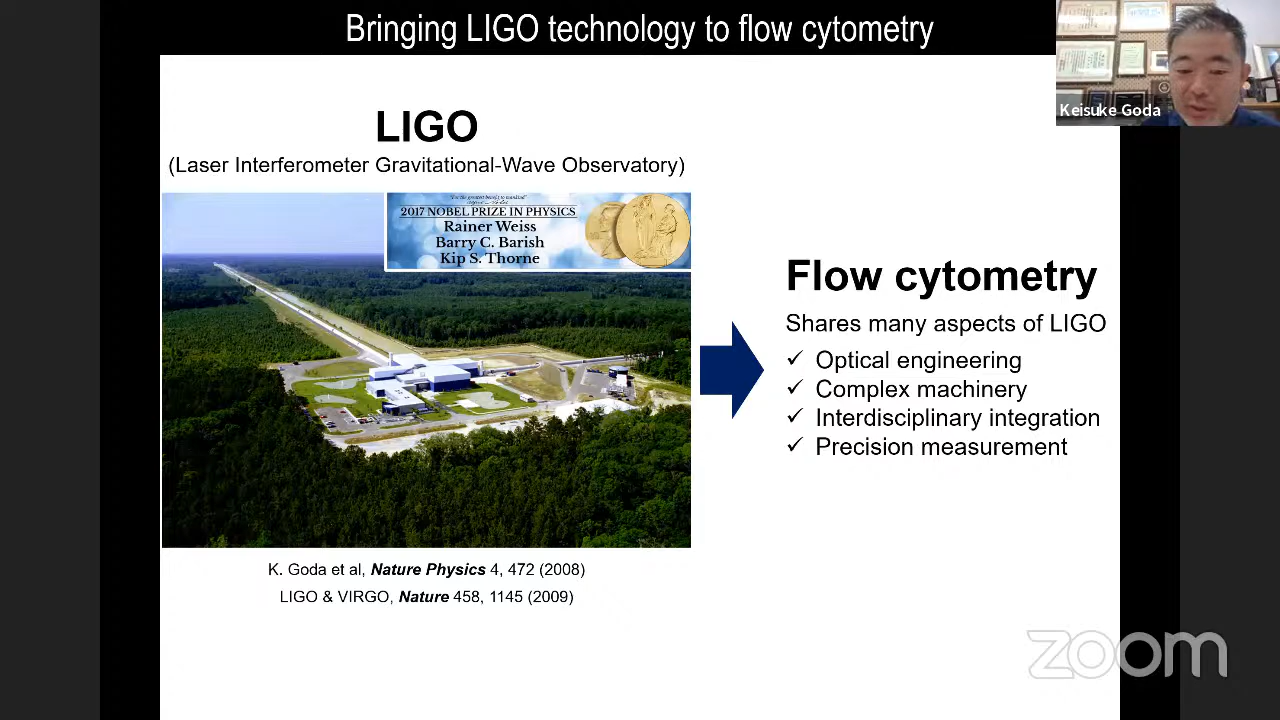 Bringing LIGO technology to flow cytometry
Keisuke Goda
LIGO
(Laser Interferometer Gravitational-Wave Observatory)
2017 NOBEL PRIZE IN PHYSICS
Rainer Weiss
Barry C. Barish
Kip S. Thorne
Flow cytometry
Shares many aspects of LIGO
✓ Optical engineering
✓ Complex machinery
✓ Interdisciplinary integration
✓ Precision measurement
K. Goda et al, Nature Physics 4, 472 (2008)
LIGO & VIRGO, Nature 458, 1145 (2009)
zoom